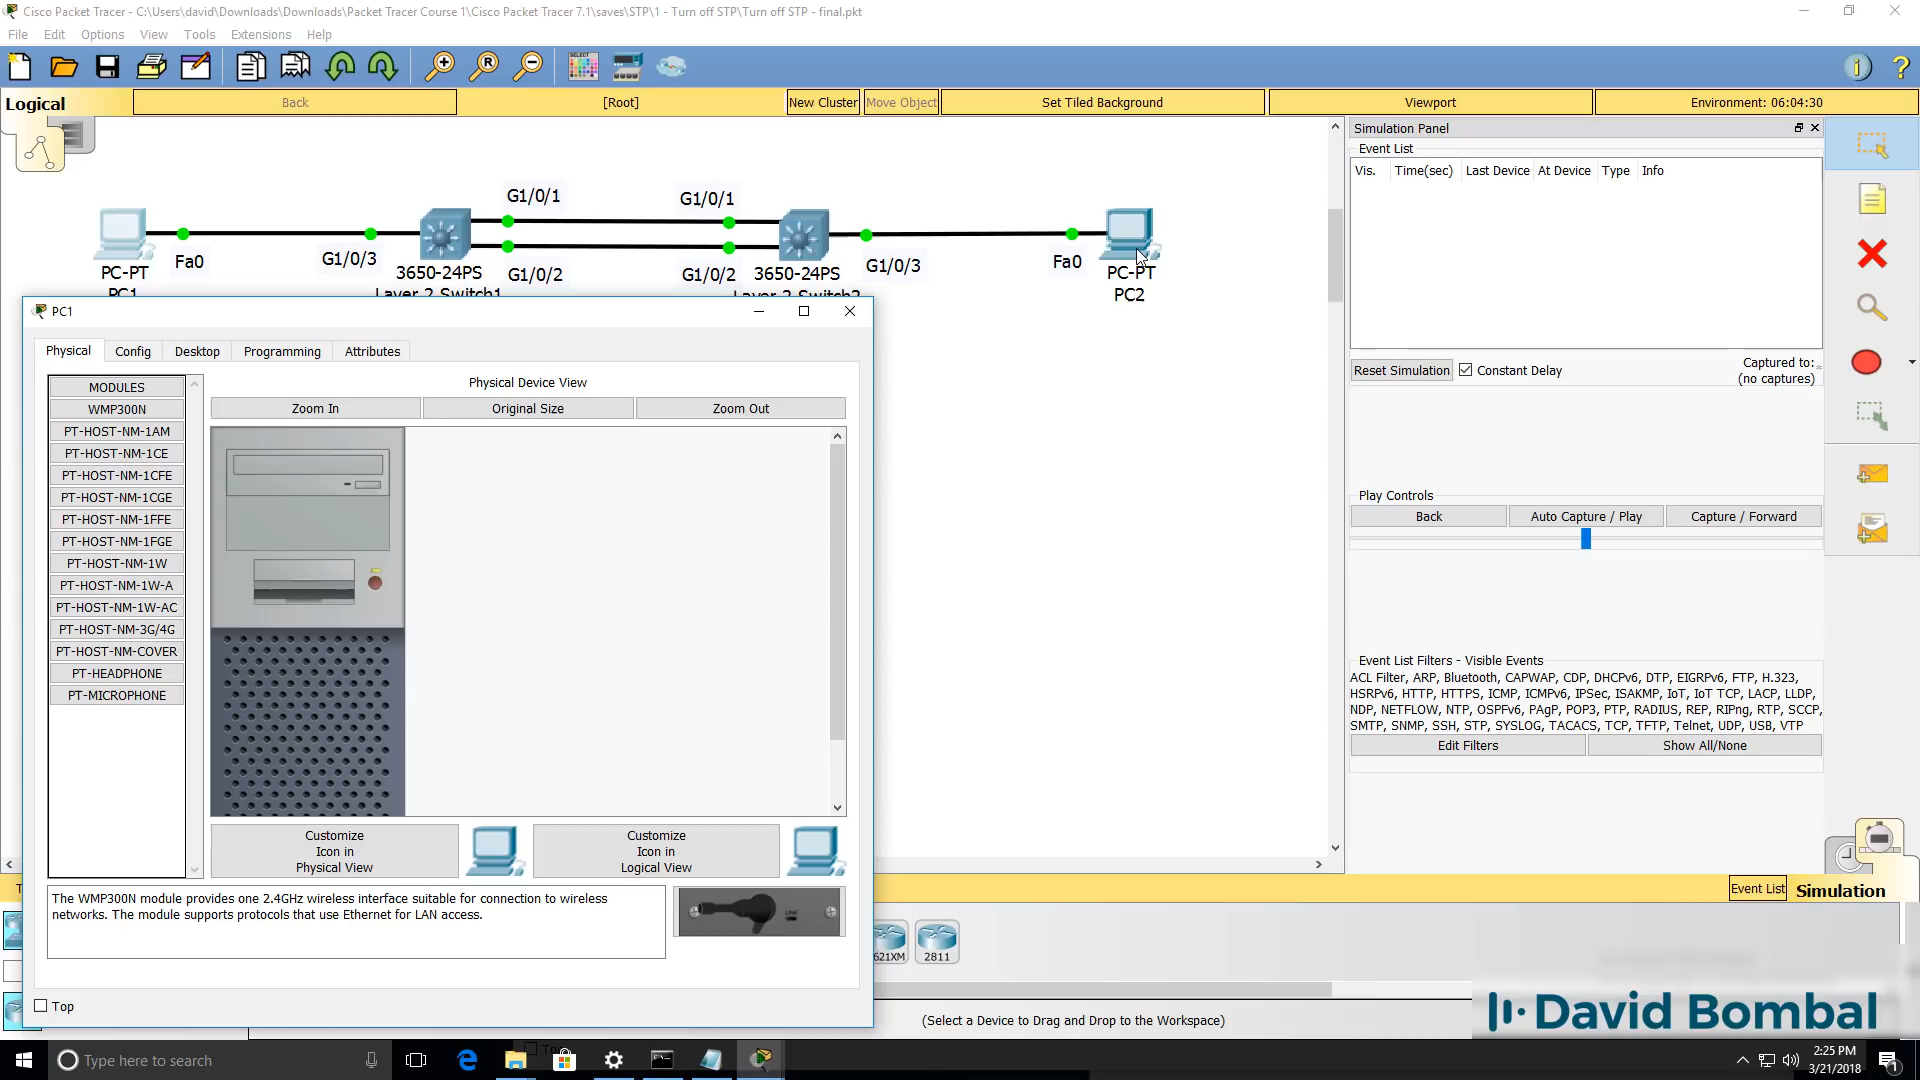 Cisco Packet Tracer - C:\Users\david\Downloads\Downloads\Packet Tracer Course 1\Cisco Packet Tracer 7.1\saves\STP\1 - Turn off STP\Turn off STP - final.pkt
File Edit Options View Tools Extensions Help
Logical Back [Root] New Cluster Move Object Set Tiled Background Viewport Environment: 06:04:30
G1/0/1 G1/0/1
Fa0 G1/0/3 G1/0/2 G1/0/2 G1/0/3 Fa0
PC-PT 3650-24PS 3650-24PS PC-PT
PC1 Layer 2 Switch1 Layer 2 Switch2 PC2
PC1
Physical Config Desktop Programming Attributes
MODULES
WMP300N
PT-HOST-NM-1AM
PT-HOST-NM-1CE
PT-HOST-NM-1CFE
PT-HOST-NM-1CGE
PT-HOST-NM-1FFE
PT-HOST-NM-1FGE
PT-HOST-NM-1W
PT-HOST-NM-1W-A
PT-HOST-NM-1W-AC
PT-HOST-NM-3G/4G
PT-HOST-NM-COVER
PT-HEADPHONE
PT-MICROPHONE
Physical Device View
Zoom In Original Size Zoom Out
Customize
Icon in
Physical View
Customize
Icon in
Logical View
The WMP300N module provides one 2.4GHz wireless interface suitable for connection to wireless
networks. The module supports protocols that use Ethernet for LAN access.
Top
Simulation Panel
Event List
Vis. Time(sec) Last Device At Device Type Info
Reset Simulation Constant Delay
Captured to:
(no captures)
Play Controls
Back Auto Capture / Play Capture / Forward
Event List Filters - Visible Events
ACL Filter, ARP, Bluetooth, CAPWAP, CDP, DHCPv6, DTP, EIGRPv6, FTP, H.323,
HSRPv6, HTTP, HTTPS, ICMP, ICMPv6, IPSec, ISAKMP, IoT, IoT TCP, LACP, LLDP,
NDP, NETFLOW, NTP, OSPFv6, PAgP, POP3, PTP, RADIUS, REP, RIPng, RTP, SCCP,
SMTP, SNMP, SSH, STP, SYSLOG, TACACS, TCP, TFTP, Telnet, UDP, USB, VTP
Edit Filters Show All/None
Event List Simulation
621XM 2811
(Select a Device to Drag and Drop to the Workspace)
David Bombal
Type here to search
2:25 PM
3/21/2018